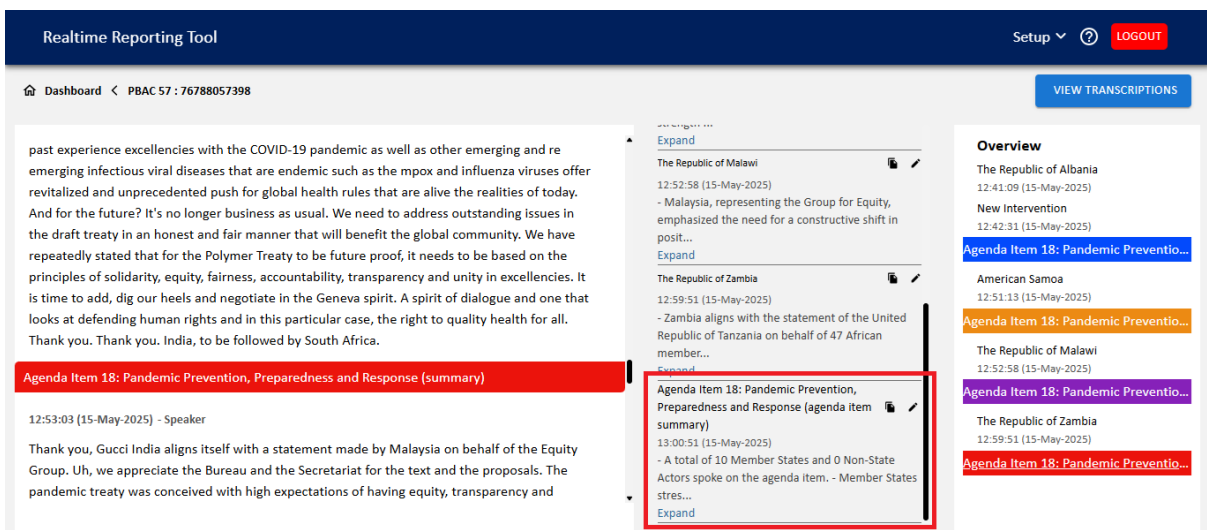 Realtime Reporting Tool
Setup
LOGOUT
Dashboard
PBAC 57 : 76788057398
VIEW TRANSCRIPTIONS
past experience excellencies with the COVID-19 pandemic as well as other emerging and re
emerging infectious viral diseases that are endemic such as the mpox and influenza viruses offer
revitalized and unprecedented push for global health rules that are alive the realities of today.
And for the future? It's no longer business as usual. We need to address outstanding issues in
the draft treaty in an honest and fair manner that will benefit the global community. We have
repeatedly stated that for the Polymer Treaty to be future proof, it needs to be based on the
principles of solidarity, equity, fairness, accountability, transparency and unity in excellencies. It
is time to add, dig our heels and negotiate in the Geneva spirit. A spirit of dialogue and one that
looks at defending human rights and in this particular case, the right to quality health for all.
Thank you. Thank you. India, to be followed by South Africa.
Agenda Item 18: Pandemic Prevention, Preparedness and Response (summary)
12:53:03 (15-May-2025) - Speaker
Thank you, Gucci India aligns itself with a statement made by Malaysia on behalf of the Equity
Group. Uh, we appreciate the Bureau and the Secretariat for the text and the proposals. The
pandemic treaty was conceived with high expectations of having equity, transparency and
strength ...
Expand
The Republic of Malawi
12:52:58 (15-May-2025)
- Malaysia, representing the Group for Equity,
emphasized the need for a constructive shift in
posit...
Expand
The Republic of Zambia
12:59:51 (15-May-2025)
- Zambia aligns with the statement of the United
Republic of Tanzania on behalf of 47 African
member...
Expand
Agenda Item 18: Pandemic Prevention,
Preparedness and Response (agenda item
summary)
13:00:51 (15-May-2025)
- A total of 10 Member States and 0 Non-State
Actors spoke on the agenda item. - Member States
stres...
Expand
Overview
The Republic of Albania
12:41:09 (15-May-2025)
New Intervention
12:42:31 (15-May-2025)
Agenda Item 18: Pandemic Preventio...
American Samoa
12:51:13 (15-May-2025)
Agenda Item 18: Pandemic Preventio...
The Republic of Malawi
12:52:58 (15-May-2025)
Agenda Item 18: Pandemic Preventio...
The Republic of Zambia
12:59:51 (15-May-2025)
Agenda Item 18: Pandemic Preventio...